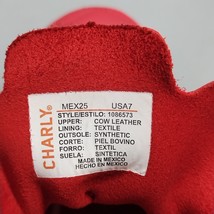 CHARLY®
MEX25 USA7
STYLE/ESTILO: 1086573
UPPER: COW LEATHER
LINING: TEXTILE
OUTSOLE: SYNTHETIC
CORTE: PIEL BOVINO
FORRO: TEXTIL
SUELA: SINTETICA
MADE IN MEXICO
HECHO EN MEXICO